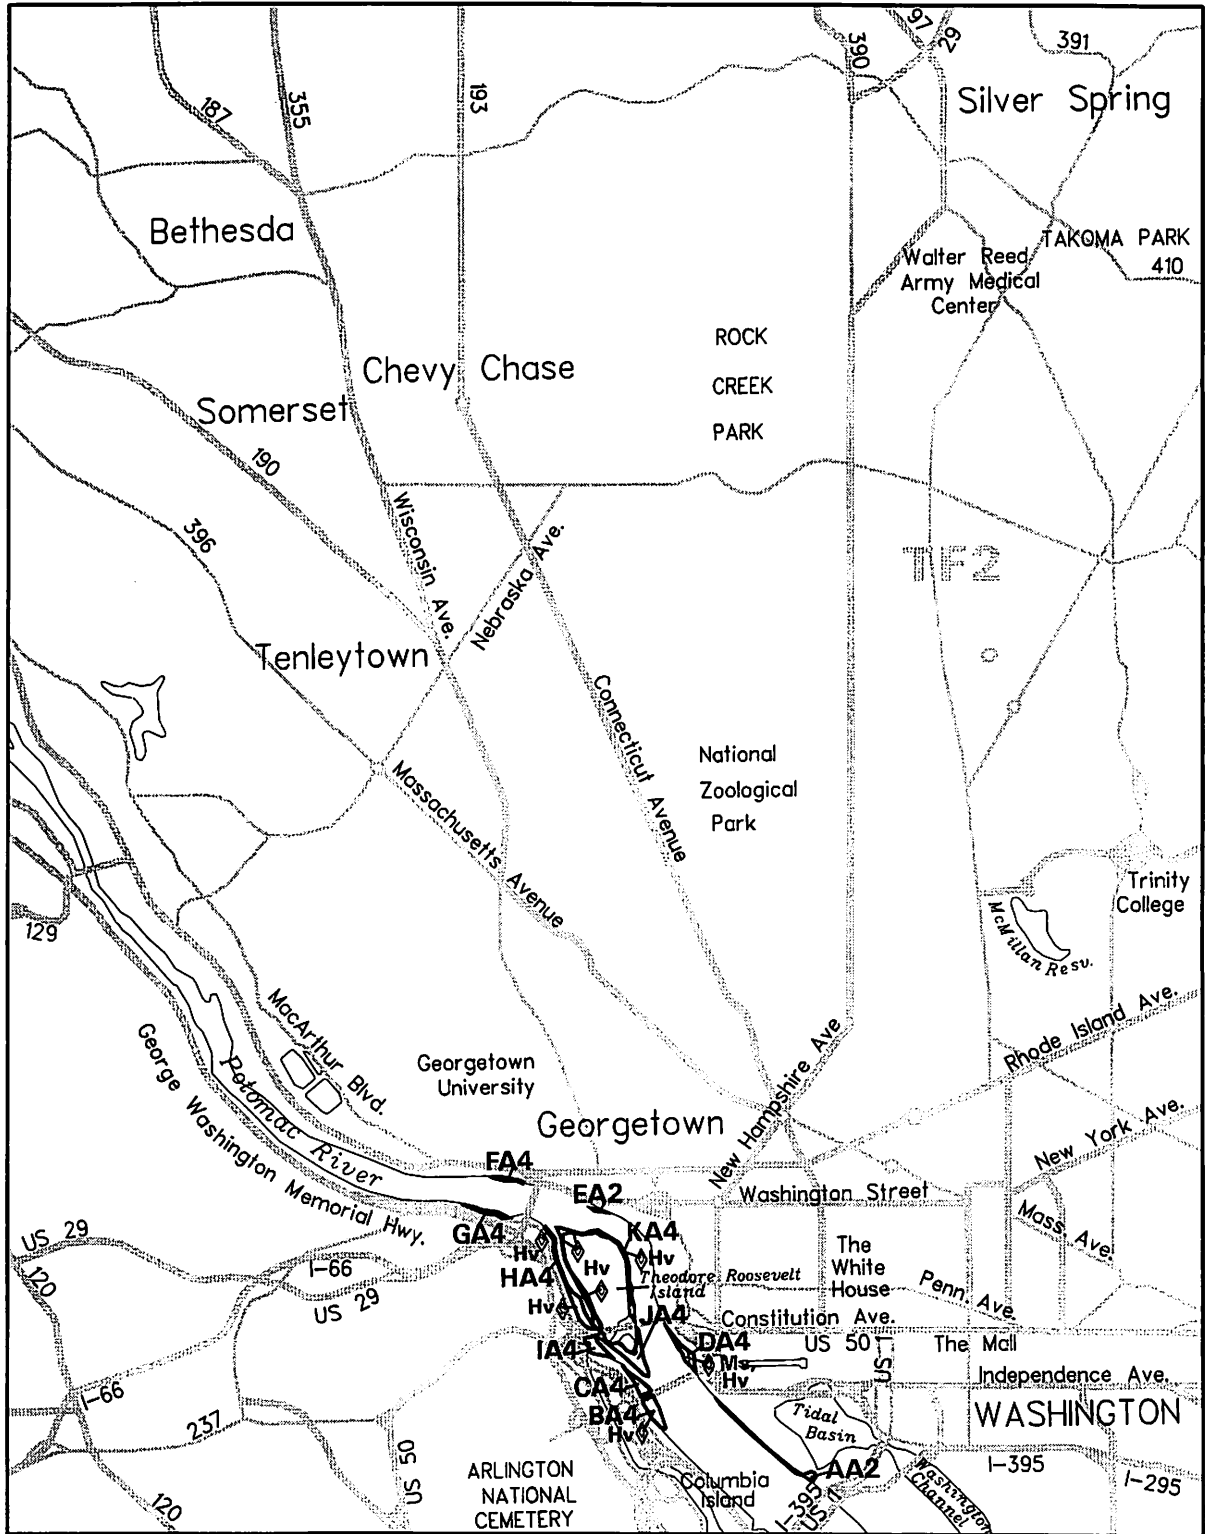 97
29
391
390
Silver Spring
187
355
193
Bethesda
TAKOMA PARK
410
Walter Reed
Army Medical
Center
ROCK
CREEK
PARK
Chevy Chase
Somerset
190
396
Wisconsin Ave.
Nebraska Ave.
TF2
Tenleytown
Connecticut Avenue
National
Zoological
Park
Massachusetts Avenue
Trinity
College
McMillan Resv.
129
MacArthur Blvd.
George Washington Memorial Hwy.
Potomac River
Georgetown
University
Georgetown
New Hampshire Ave
Rhode Island Ave.
New York Ave.
FA4
EA2
Washington Street
Mass Ave.
US 29
120
GA4
Hv
KA4
Hv
The
White
House
I-66
HA4
Hv
Theodore Roosevelt
Island
Penn. Ave.
US 29
Hv
JA4
Constitution Ave.
IA4
DA4
US 50
US 1
The Mall
Ms,
Hv
Independence Ave.
I-66
CA4
BA4
Hv
Tidal
Basin
WASHINGTON
237
US 50
AA2
I-395
I-295
ARLINGTON
NATIONAL
CEMETERY
Columbia
Island
I-395
US 1
Washington
Channel
120